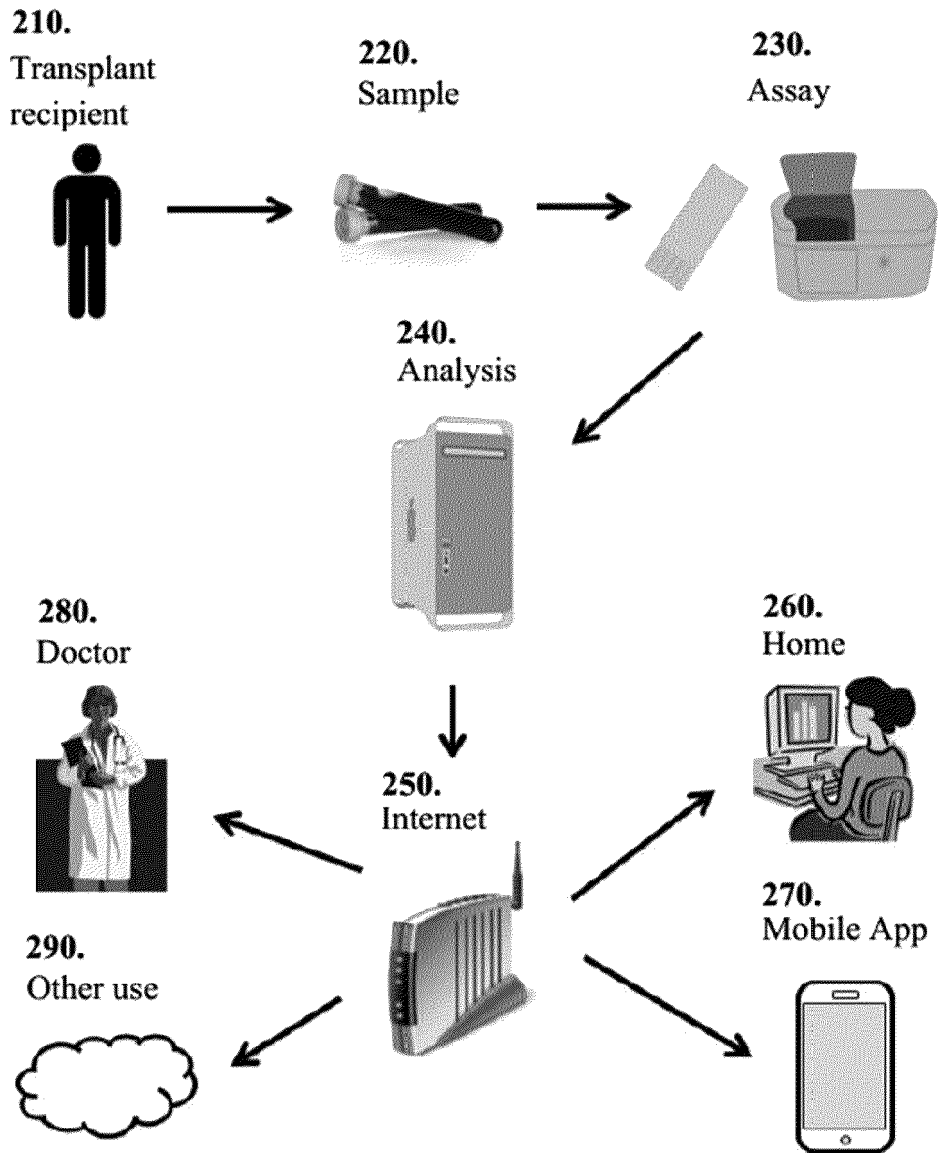 210.
Transplant
recipient
220.
Sample
230.
Assay
240.
Analysis
280.
Doctor
260.
Home
250.
Internet
270.
Mobile App
290.
Other use